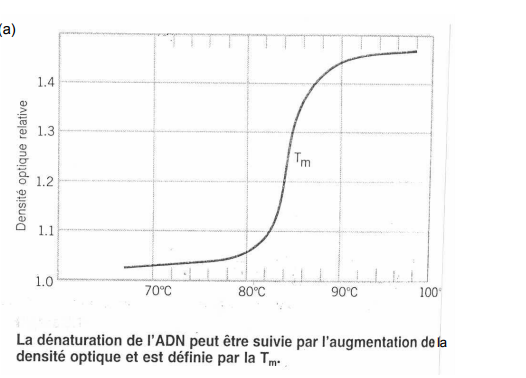 (a)
Densité optique relative
1.4
1.3
1.2
1.1
1.0
Tm
70°C 80°C 90°C 100°
La dénaturation de l'ADN peut être suivie par l'augmentation de la
densité optique et est définie par la Tm.